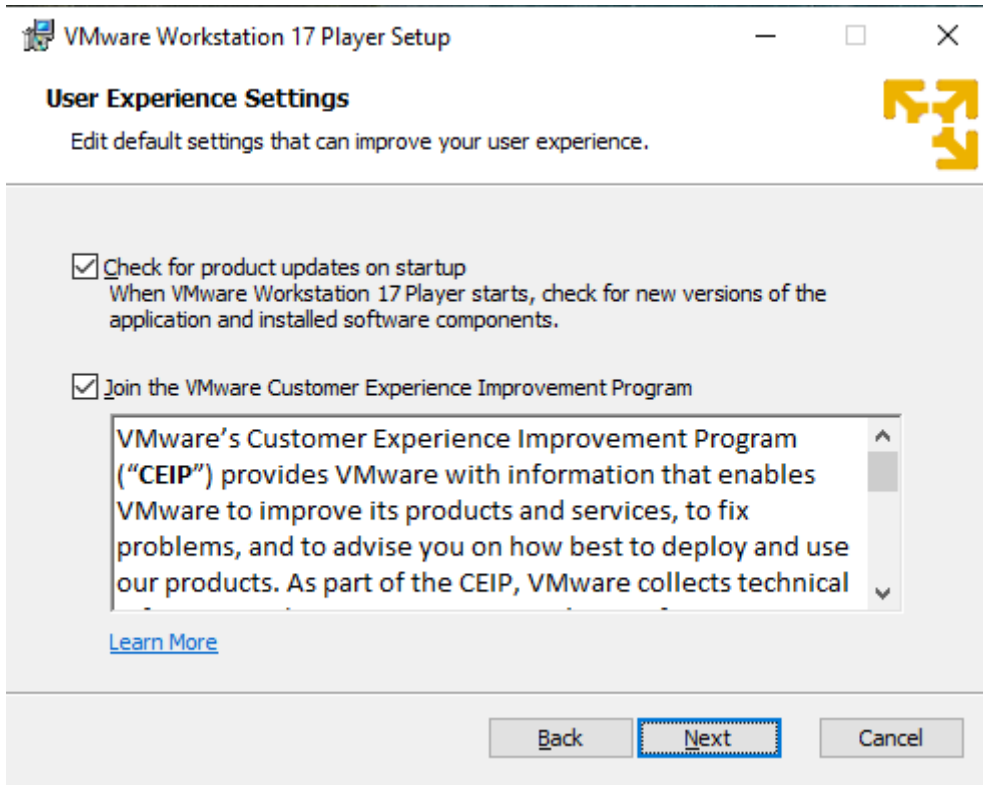 VMware Workstation 17 Player Setup
User Experience Settings
Edit default settings that can improve your user experience.
Check for product updates on startup
When VMware Workstation 17 Player starts, check for new versions of the
application and installed software components.
Join the VMware Customer Experience Improvement Program
VMware's Customer Experience Improvement Program
(“CEIP”) provides VMware with information that enables
VMware to improve its products and services, to fix
problems, and to advise you on how best to deploy and use
our products. As part of the CEIP, VMware collects technical
Learn More
Back Next Cancel